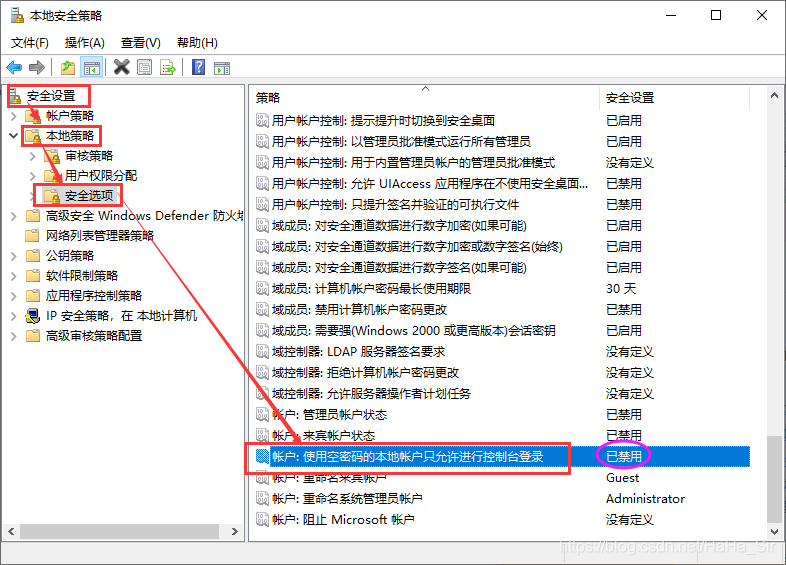 本地安全策略
文件(F) 操作(A) 查看(V) 帮助(H)
安全设置
帐户策略
本地策略
审核策略
用户权限分配
安全选项
高级安全 Windows Defender 防火墙
网络列表管理器策略
公钥策略
软件限制策略
应用程序控制策略
IP 安全策略，在 本地计算机
高级审核策略配置
策略 安全设置
用户帐户控制: 提示提升时切换到安全桌面 已启用
用户帐户控制: 以管理员批准模式运行所有管理员 已启用
用户帐户控制: 用于内置管理员帐户的管理员批准模式 没有定义
用户帐户控制: 允许 UIAccess 应用程序在不使用安全桌面... 已禁用
用户帐户控制: 只提升签名并验证的可执行文件 已禁用
域成员: 对安全通道数据进行数字加密(如果可能) 已启用
域成员: 对安全通道数据进行数字加密或数字签名(始终) 已启用
域成员: 对安全通道数据进行数字签名(如果可能) 已启用
域成员: 计算机帐户密码最长使用期限 30 天
域成员: 禁用计算机帐户密码更改 已禁用
域成员: 需要强(Windows 2000 或更高版本)会话密钥 已启用
域控制器: LDAP 服务器签名要求 没有定义
域控制器: 拒绝计算机帐户密码更改 没有定义
域控制器: 允许服务器操作者计划任务 没有定义
帐户: 管理员帐户状态 已禁用
帐户: 来宾帐户状态 已禁用
帐户: 使用空密码的本地帐户只允许进行控制台登录 已禁用
帐户: 重命名来宾帐户 Guest
帐户: 重命名系统管理员帐户 Administrator
帐户: 阻止 Microsoft 帐户 没有定义
https://blog.csdn.net/HaHa_Sir